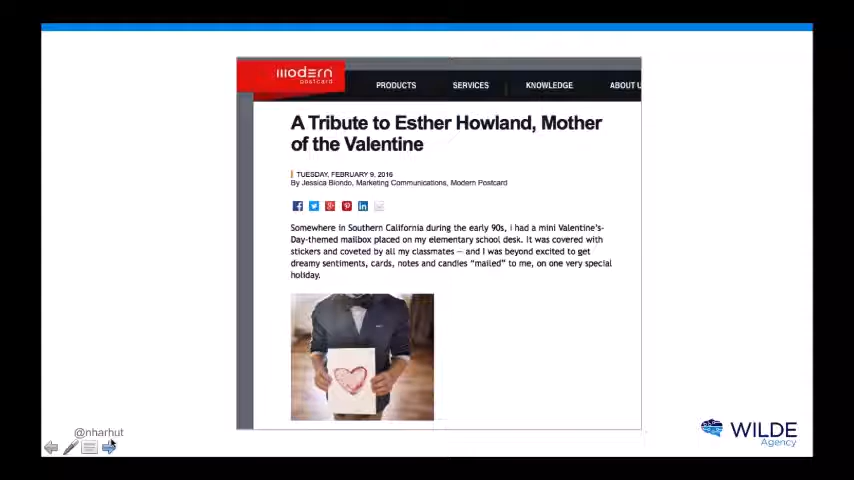 modern
postcard
PRODUCTS SERVICES KNOWLEDGE ABOUT U
A Tribute to Esther Howland, Mother
of the Valentine
TUESDAY, FEBRUARY 9, 2016
By Jessica Biondo, Marketing Communications, Modern Postcard
Somewhere in Southern California during the early 90s, I had a mini Valentine's-
Day-themed mailbox placed on my elementary school desk. It was covered with
stickers and coveted by all my classmates — and I was beyond excited to get
dreamy sentiments, cards, notes and candies "mailed" to me, on one very special
holiday.
@nharhut
WILDE
Agency